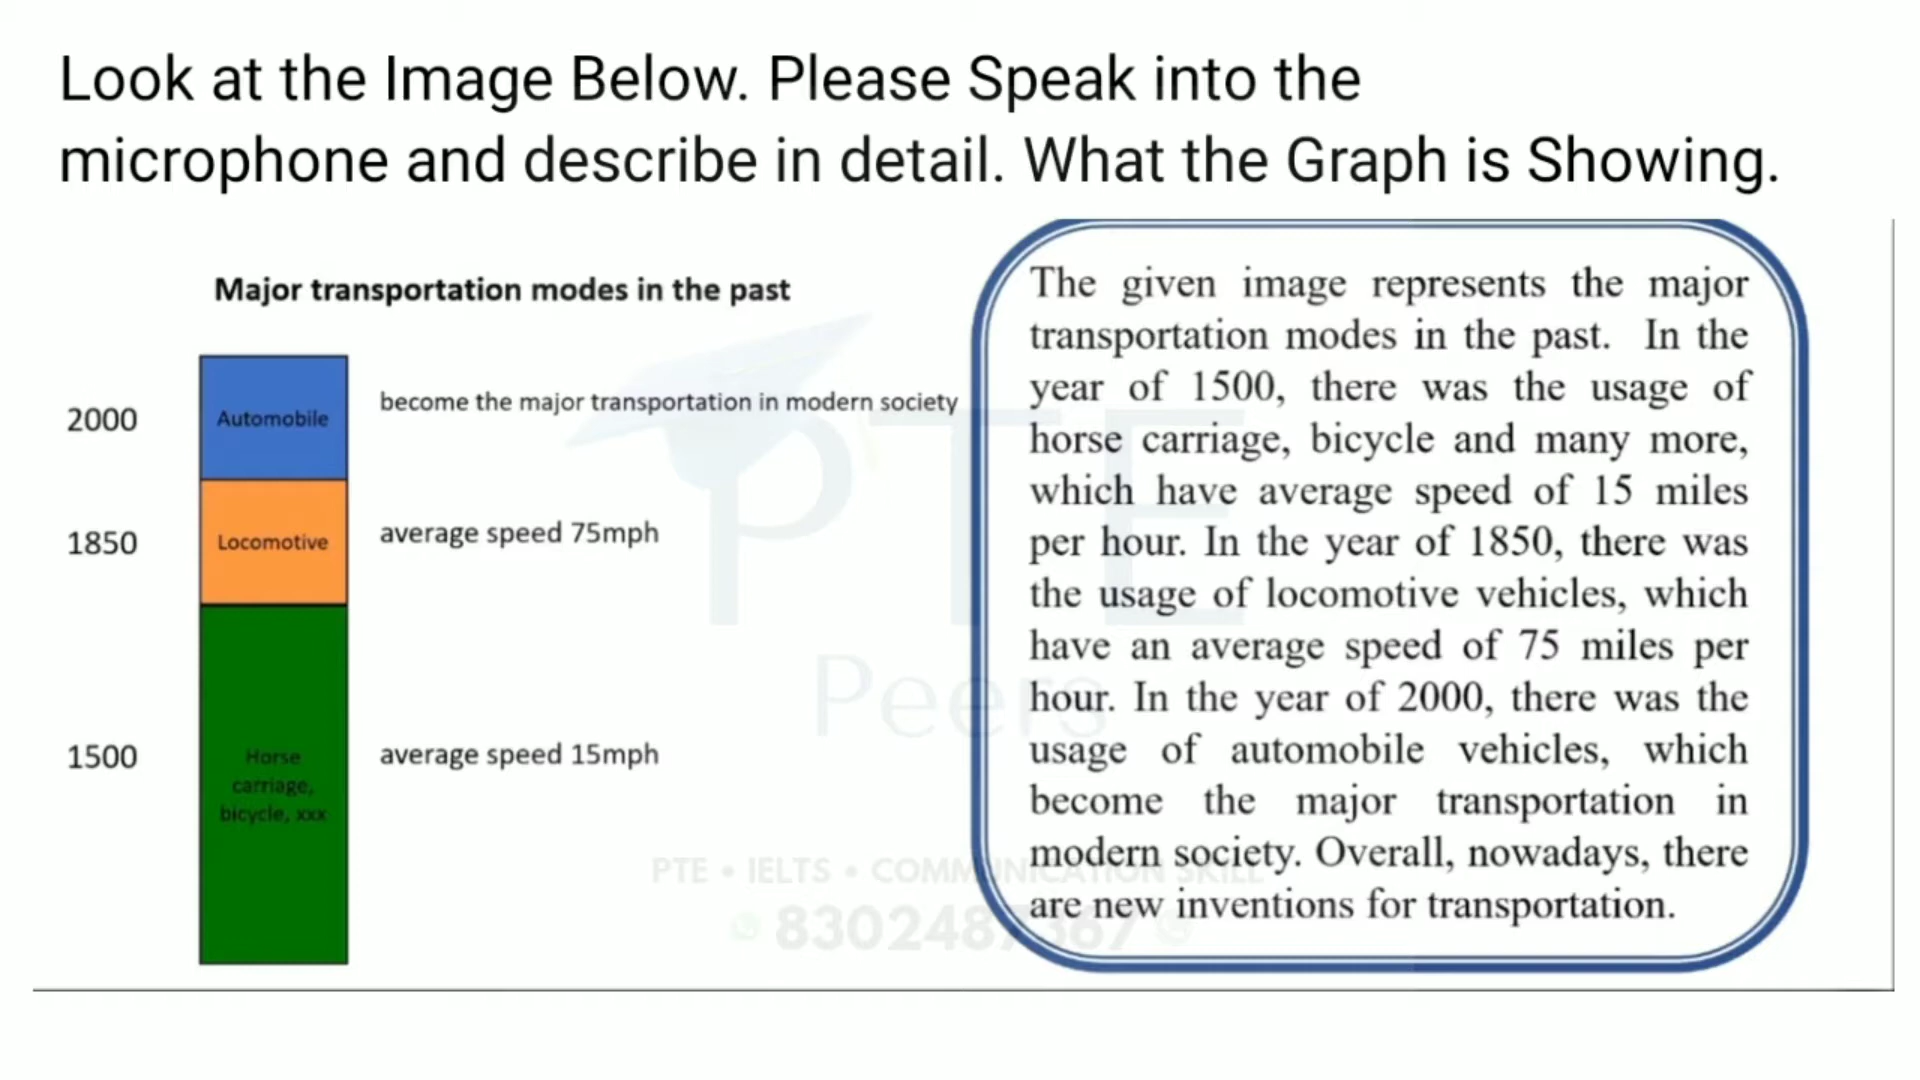 Look at the Image Below. Please Speak into the
microphone and describe in detail. What the Graph is Showing.
Major transportation modes in the past
2000
Automobile
become the major transportation in modern society
1850
Locomotive
average speed 75mph
1500
Horse
carriage,
bicycle, xxx
average speed 15mph
The given image represents the major
transportation modes in the past. In the
year of 1500, there was the usage of
horse carriage, bicycle and many more,
which have average speed of 15 miles
per hour. In the year of 1850, there was
the usage of locomotive vehicles, which
have an average speed of 75 miles per
hour. In the year of 2000, there was the
usage of automobile vehicles, which
become the major transportation in
modern society. Overall, nowadays, there
are new inventions for transportation.
PTE
Peers
PTE • IELTS • COMMUNICATION SKILL
8302487367